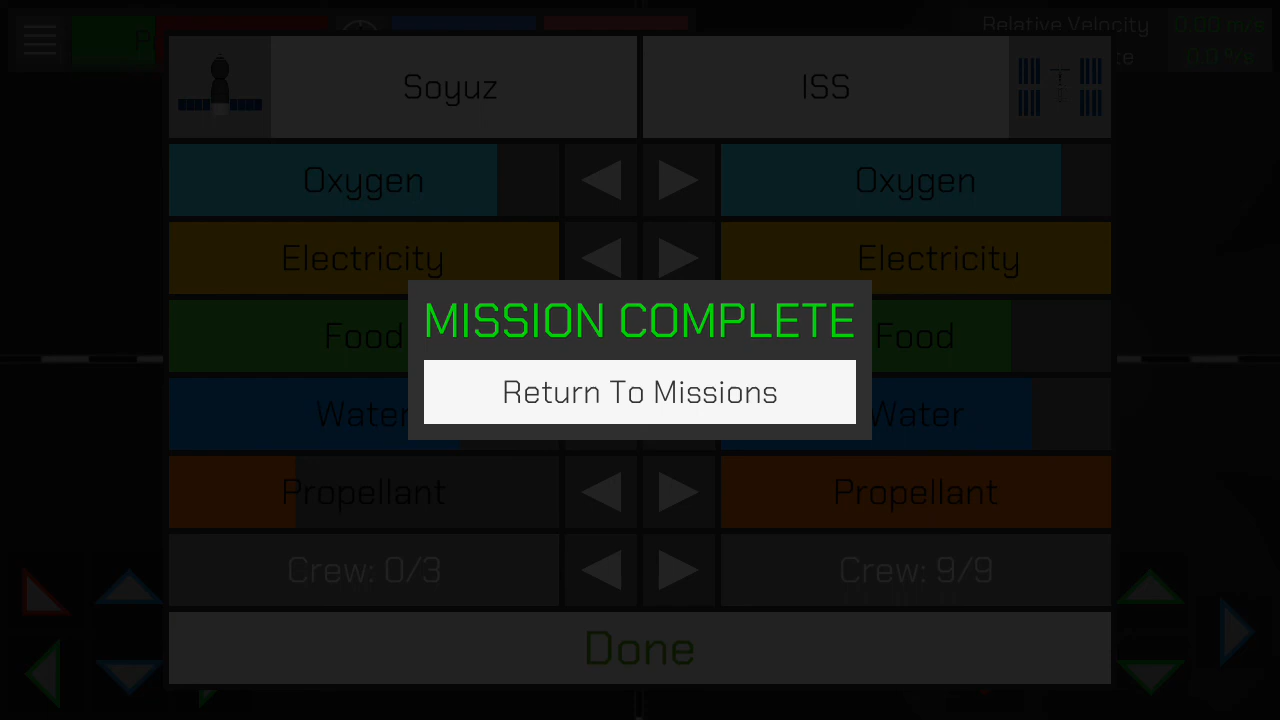 Relative Velocity 0.00 m/s
te 0.0 º/s
Soyuz ISS
Oxygen Oxygen
Electricity Electricity
MISSION COMPLETE
Food Food
Return To Missions
Water Water
Propellant Propellant
Crew: 0/3 Crew: 9/9
Done